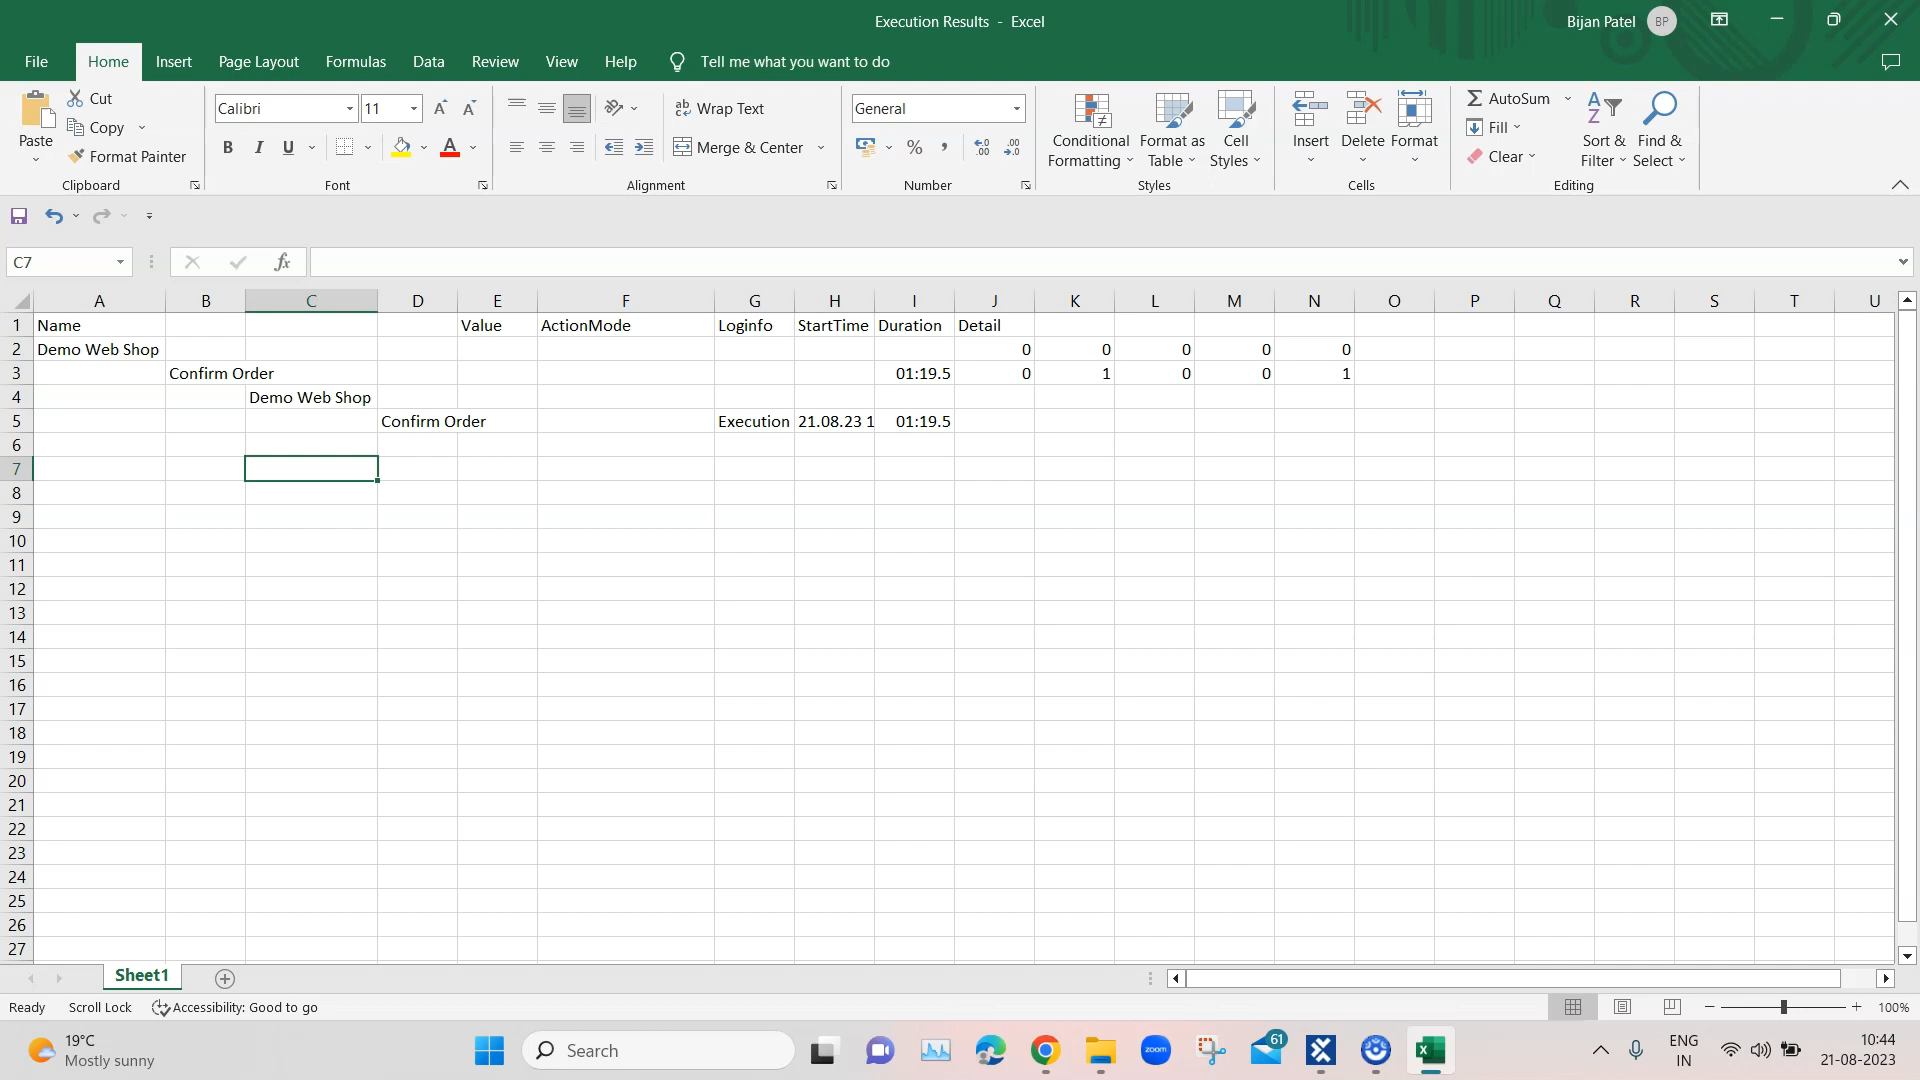 Execution Results - Excel
Bijan Patel
BP
File Home Insert Page Layout Formulas Data Review View Help Tell me what you want to do
Paste
Cut
Copy
Format Painter
Clipboard
Calibri 11
B I U A
Font
ab Wrap Text
Merge & Center
Alignment
General
% ,
Number
Conditional Formatting
Format as Table
Cell Styles
Styles
Insert Delete Format
Cells
AutoSum
Fill
Clear
Sort & Filter
Find & Select
Editing
C7
fx
A B C D E F G H I J K L M N O P Q R S T U
1 Name Value ActionMode Loginfo StartTime Duration Detail
2 Demo Web Shop 0 0 0 0 0
3 Confirm Order 01:19.5 0 1 0 0 1
4 Demo Web Shop
5 Confirm Order Execution 21.08.23 1 01:19.5
6
7
8
9
10
11
12
13
14
15
16
17
18
19
20
21
22
23
24
25
26
27
Sheet1
Ready Scroll Lock Accessibility: Good to go 100%
19°C
Mostly sunny
Search
zoom
61
ENG
IN
10:44
21-08-2023